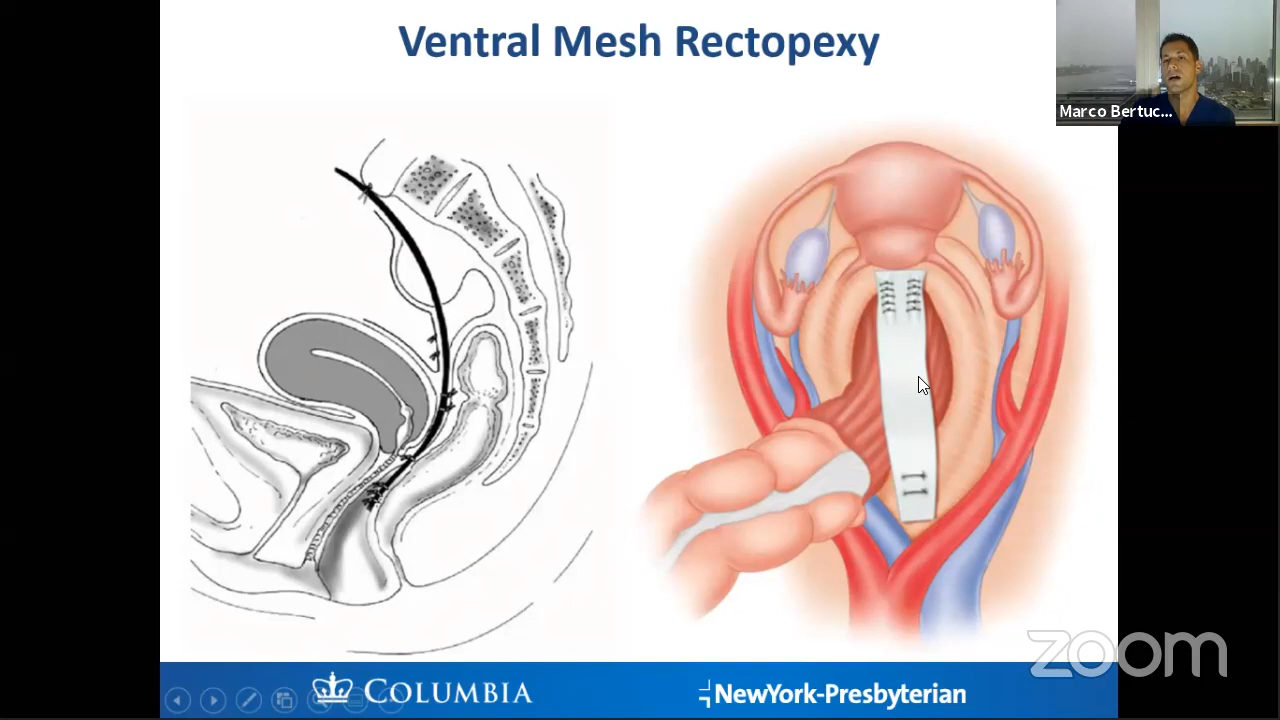 Ventral Mesh Rectopexy
Marco Bertuc...
COLUMBIA
NewYork-Presbyterian
zoom